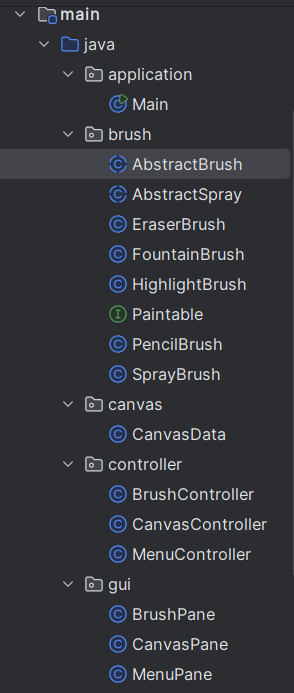 main
java
application
Main
brush
AbstractBrush
AbstractSpray
EraserBrush
FountainBrush
HighlightBrush
Paintable
PencilBrush
SprayBrush
canvas
CanvasData
controller
BrushController
CanvasController
MenuController
gui
BrushPane
CanvasPane
MenuPane